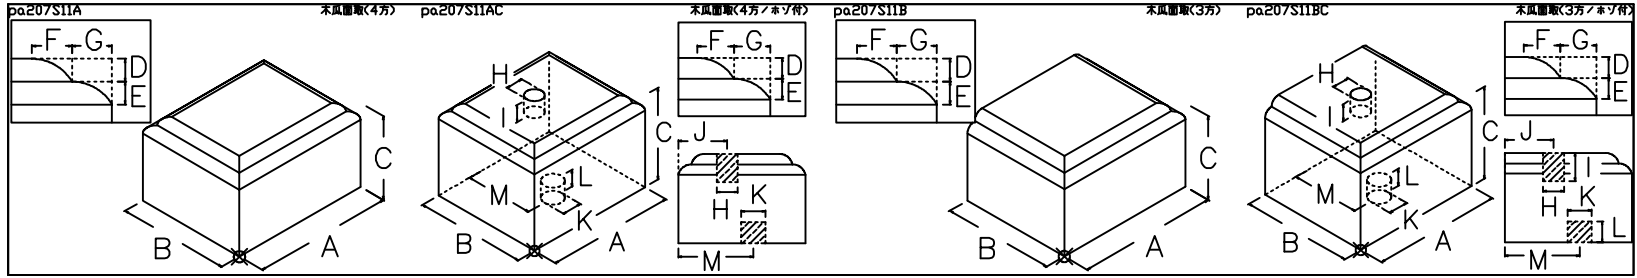 pa207S11A 木瓜面取(4方) pa207S11AC 木瓜面取(4方/ホゾ付) pa207S11B 木瓜面取(3方) pa207S11BC 木瓜面取(3方/ホゾ付)
F G D E C B A
F G D E H I C J M L K B A H K M
F G D E C B A
F G D E H I C J M L K B A I H K L M